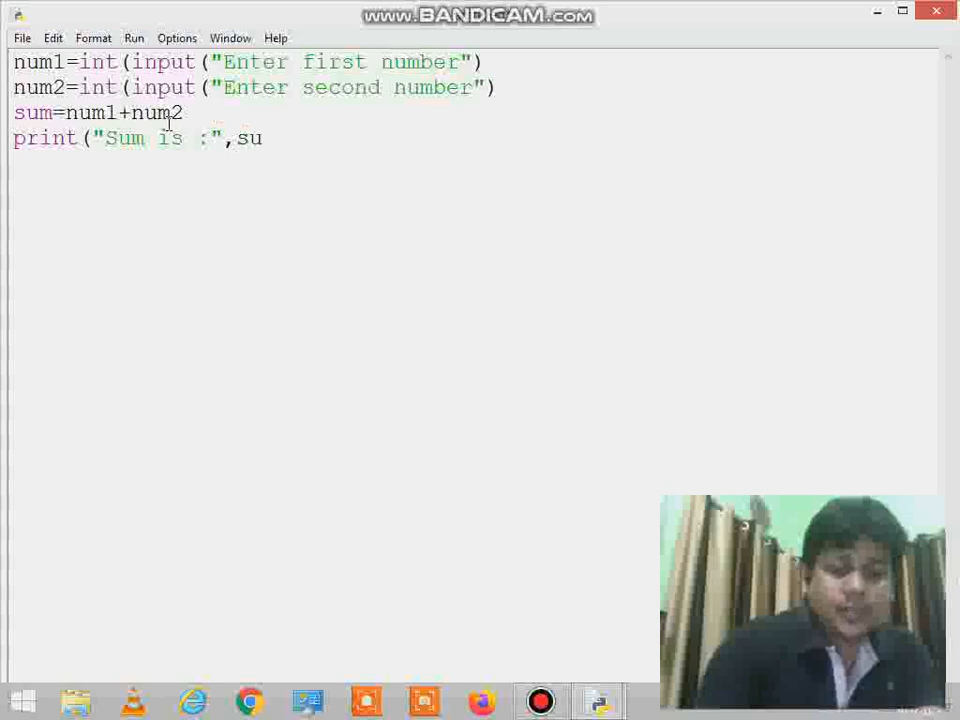 www.BANDICAM.com
File Edit Format Run Options Window Help
num1=int(input("Enter first number")
num2=int(input("Enter second number")
sum=num1+num2
print("Sum is :",su